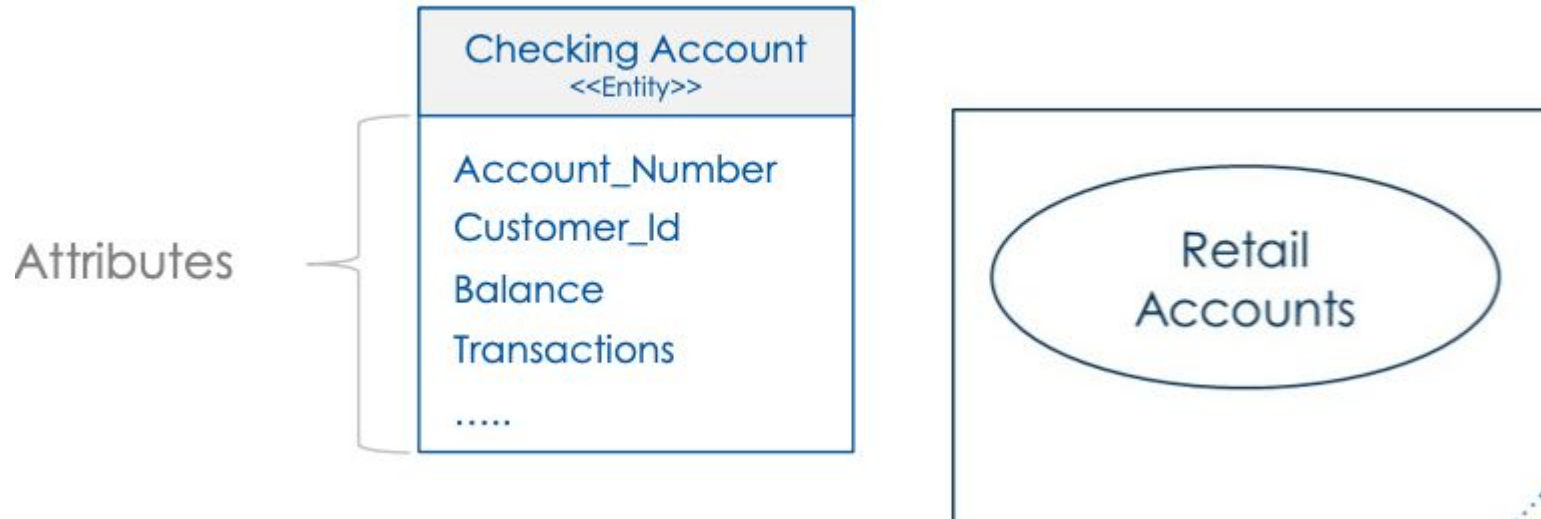 Checking Account
<<Entity>>
Attributes
Account_Number
Customer_Id
Balance
Transactions
.....
Retail
Accounts